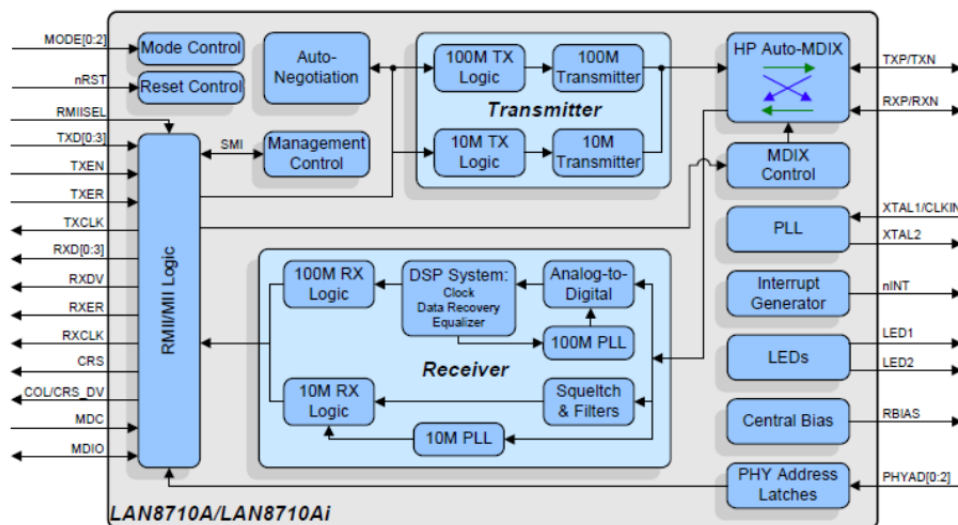 MODE[0:2]
nRST
RMIISEL
TXD[0:3]
TXEN
TXER
TXCLK
RXD[0:3]
RXDV
RXER
RXCLK
CRS
COL/CRS_DV
MDC
MDIO
Mode Control
Reset Control
RMII/MII Logic
SMI
Auto-
Negotiation
Management
Control
100M TX
Logic
100M
Transmitter
Transmitter
10M TX
Logic
10M
Transmitter
100M RX
Logic
DSP System:
Clock
Data Recovery
Equalizer
Analog-to-
Digital
100M PLL
Receiver
10M RX
Logic
Squeltch
& Filters
10M PLL
HP Auto-MDIX
MDIX
Control
PLL
Interrupt
Generator
LEDs
Central Bias
PHY Address
Latches
TXP/TXN
RXP/RXN
XTAL1/CLKIN
XTAL2
nINT
LED1
LED2
RBIAS
PHYAD[0:2]
LAN8710A/LAN8710Ai